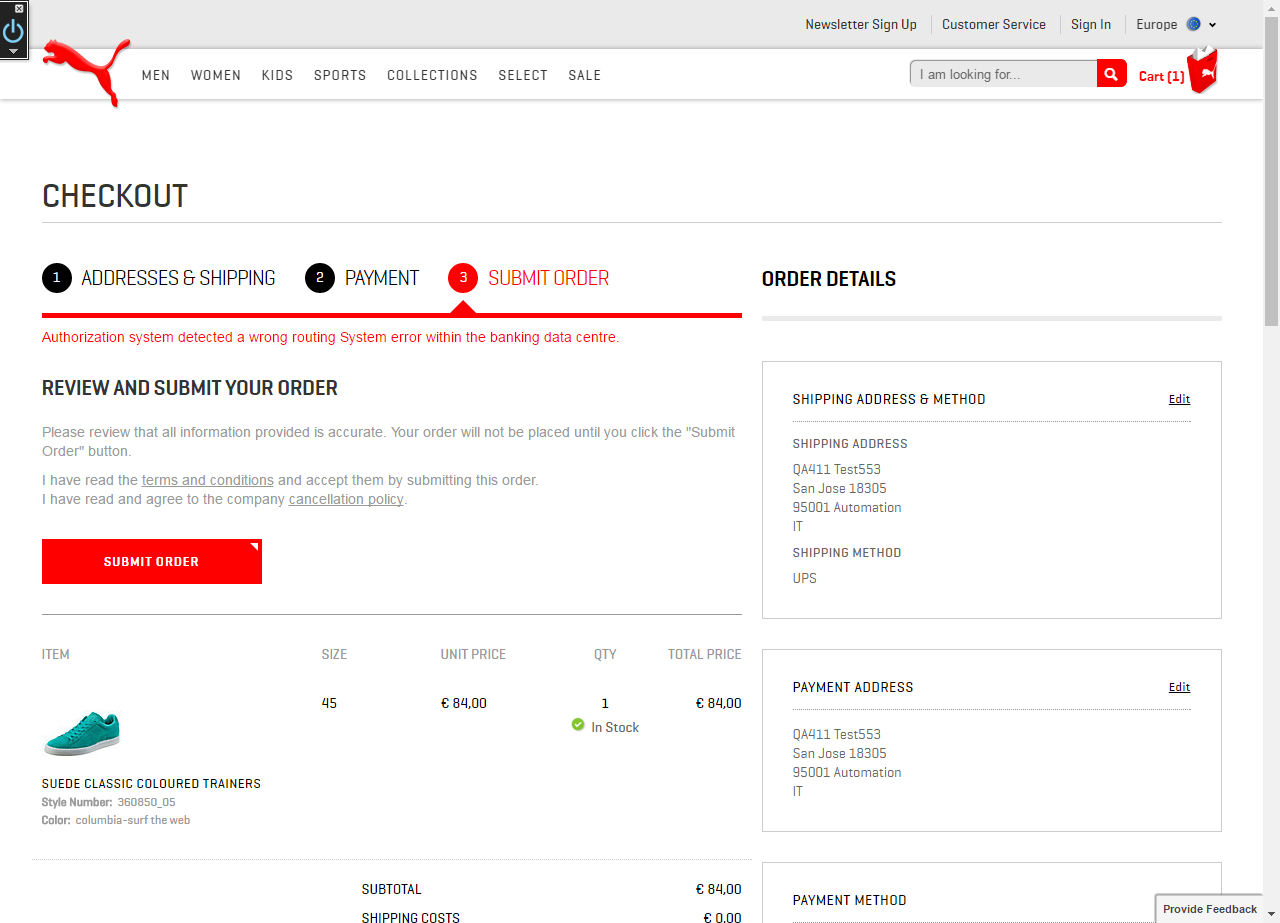 Newsletter Sign Up
Customer Service
Sign In
Europe
MEN WOMEN KIDS SPORTS COLLECTIONS SELECT SALE
I am looking for...
Cart [1]
CHECKOUT
1 ADDRESSES & SHIPPING
2 PAYMENT
3 SUBMIT ORDER
Authorization system detected a wrong routing System error within the banking data centre.
REVIEW AND SUBMIT YOUR ORDER
Please review that all information provided is accurate. Your order will not be placed until you click the "Submit
Order" button.
I have read the terms and conditions and accept them by submitting this order.
I have read and agree to the company cancellation policy.
SUBMIT ORDER
ITEM SIZE UNIT PRICE QTY TOTAL PRICE
45 € 84,00 1 € 84,00
In Stock
SUEDE CLASSIC COLOURED TRAINERS
Style Number: 360850_05
Color: columbia-surf the web
SUBTOTAL € 84,00
SHIPPING COSTS € 0,00
ORDER DETAILS
SHIPPING ADDRESS & METHOD Edit
SHIPPING ADDRESS
QA411 Test553
San Jose 18305
95001 Automation
IT
SHIPPING METHOD
UPS
PAYMENT ADDRESS Edit
QA411 Test553
San Jose 18305
95001 Automation
IT
PAYMENT METHOD
Provide Feedback